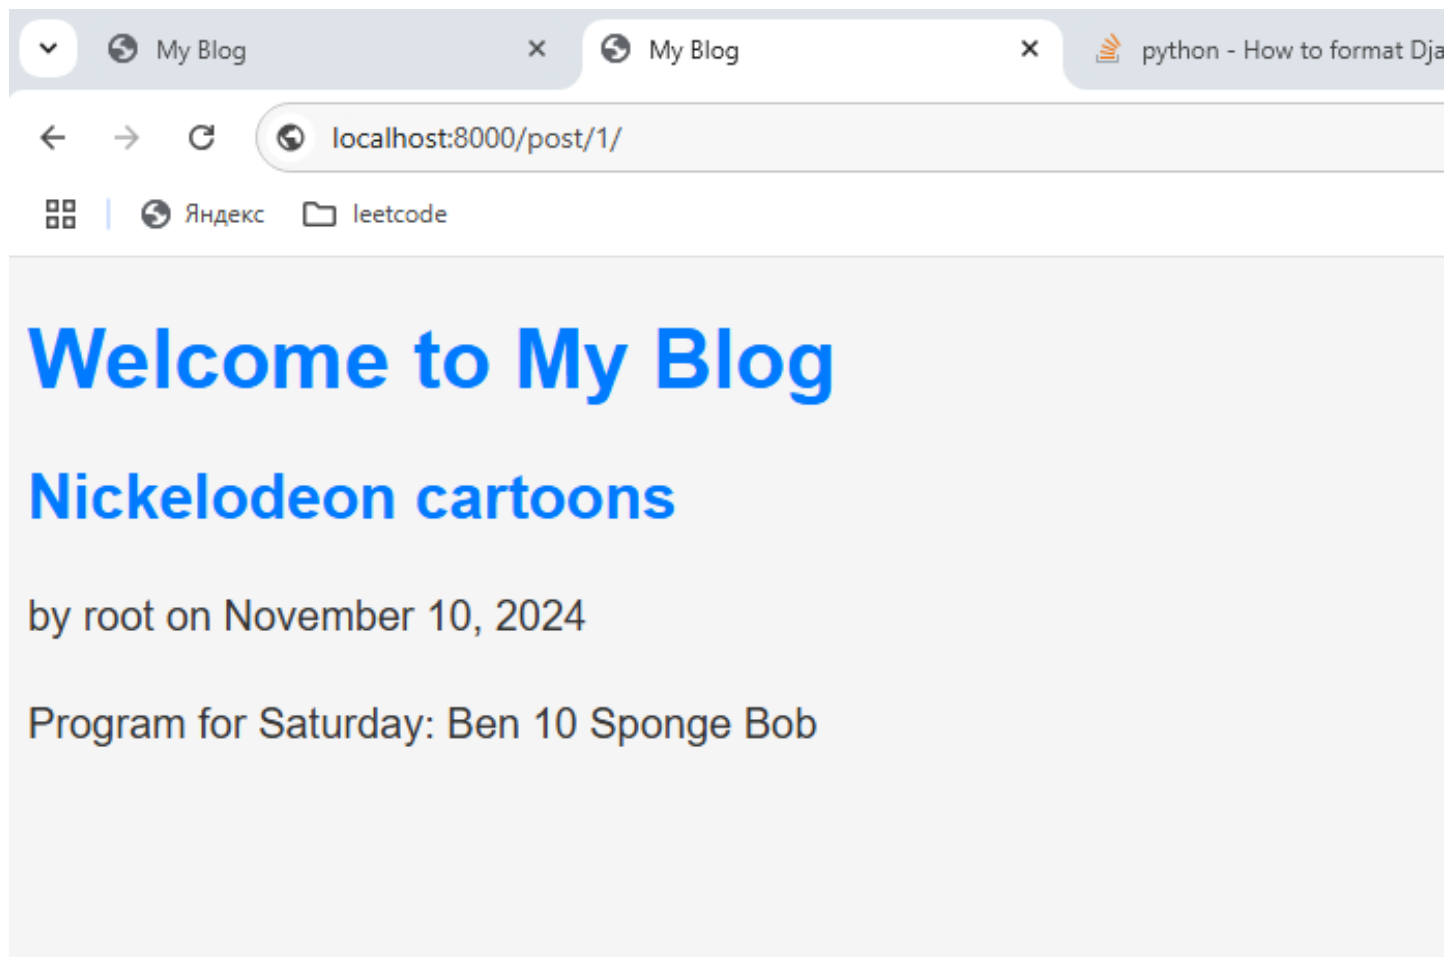 My Blog
My Blog
python - How to format Dja
localhost:8000/post/1/
Яндекс
leetcode
Welcome to My Blog
Nickelodeon cartoons
by root on November 10, 2024
Program for Saturday: Ben 10 Sponge Bob